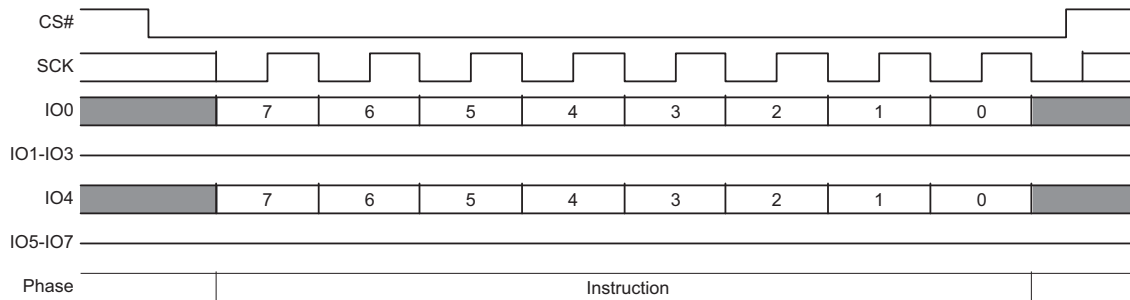 CS#
SCK
IO0 7 6 5 4 3 2 1 0
IO1-IO3
IO4 7 6 5 4 3 2 1 0
IO5-IO7
Phase Instruction